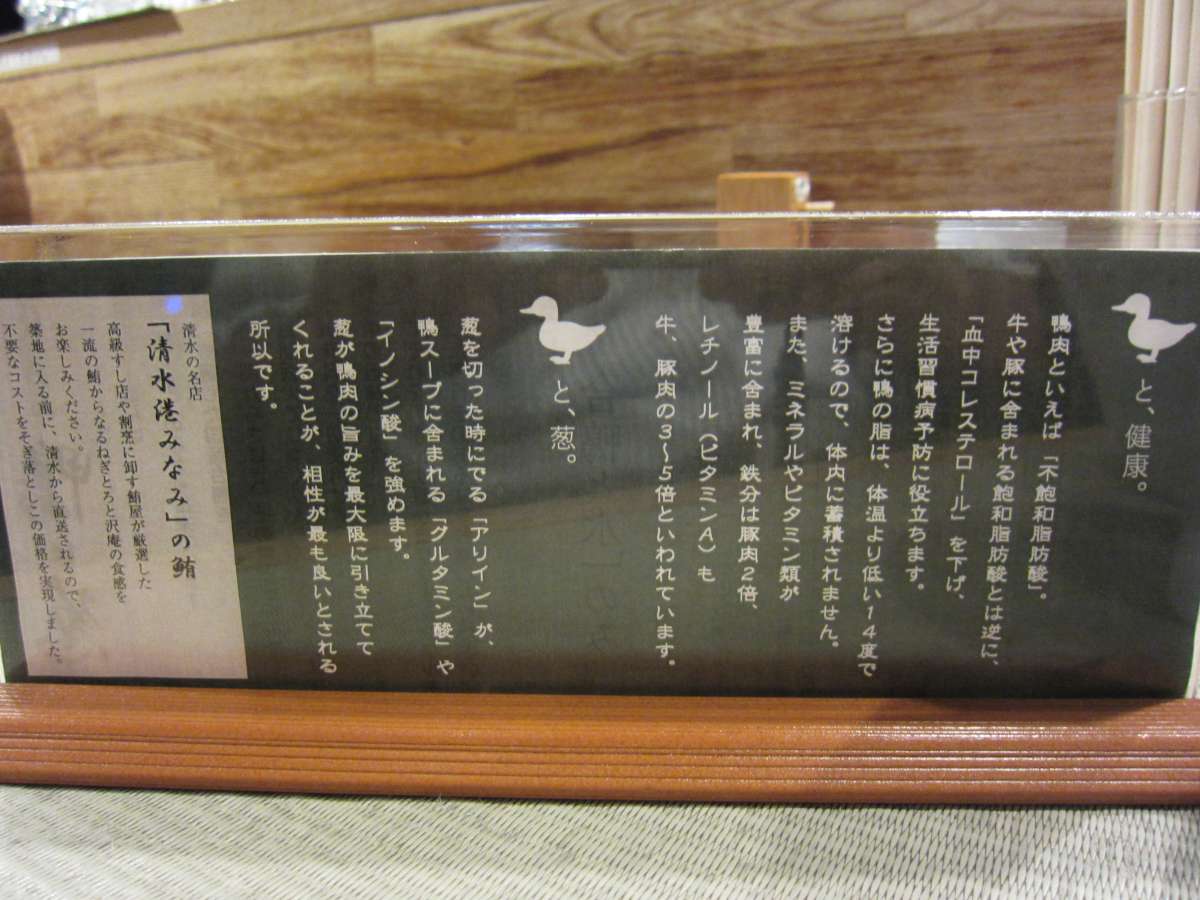 と、健康。
鴨肉といえば「不飽和脂肪酸」。
牛や豚に含まれる飽和脂肪酸とは逆に、
「血中コレステロール」を下げ、
生活習慣病予防に役立ちます。
さらに鴨の脂は、体温より低い14度で
溶けるので、体内に蓄積されません。
また、ミネラルやビタミン類が
豊富に含まれ、鉄分は豚肉2倍、
レチノール(ビタミンA)も
牛、豚肉の3〜5倍といわれています。
と、葱。
葱を切った時にでる「アリイン」が、
鴨スープに含まれる「グルタミン酸」や
「イノシン酸」を強めます。
葱が鴨肉の旨みを最大限に引き立てて
くれることが、相性が最も良いとされる
所以です。
清水の名店
「清水港みなみ」の鮪
高級すし店や割烹に卸す鮪屋が厳選した
一流の鮪からなるねぎとろと沢庵の食感を
お楽しみください。
築地に入る前に、清水から直送されるので、
不要なコストをそぎ落としこの価格を実現しました。